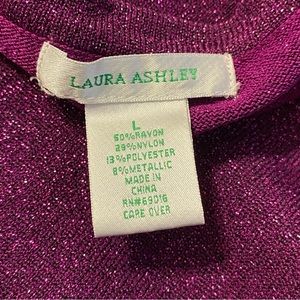 LAURA ASHLEY
L
50%RAYON
29%NYLON
13%POLYESTER
8%METALLIC
MADE IN
CHINA
RN#69016
CARE OVER